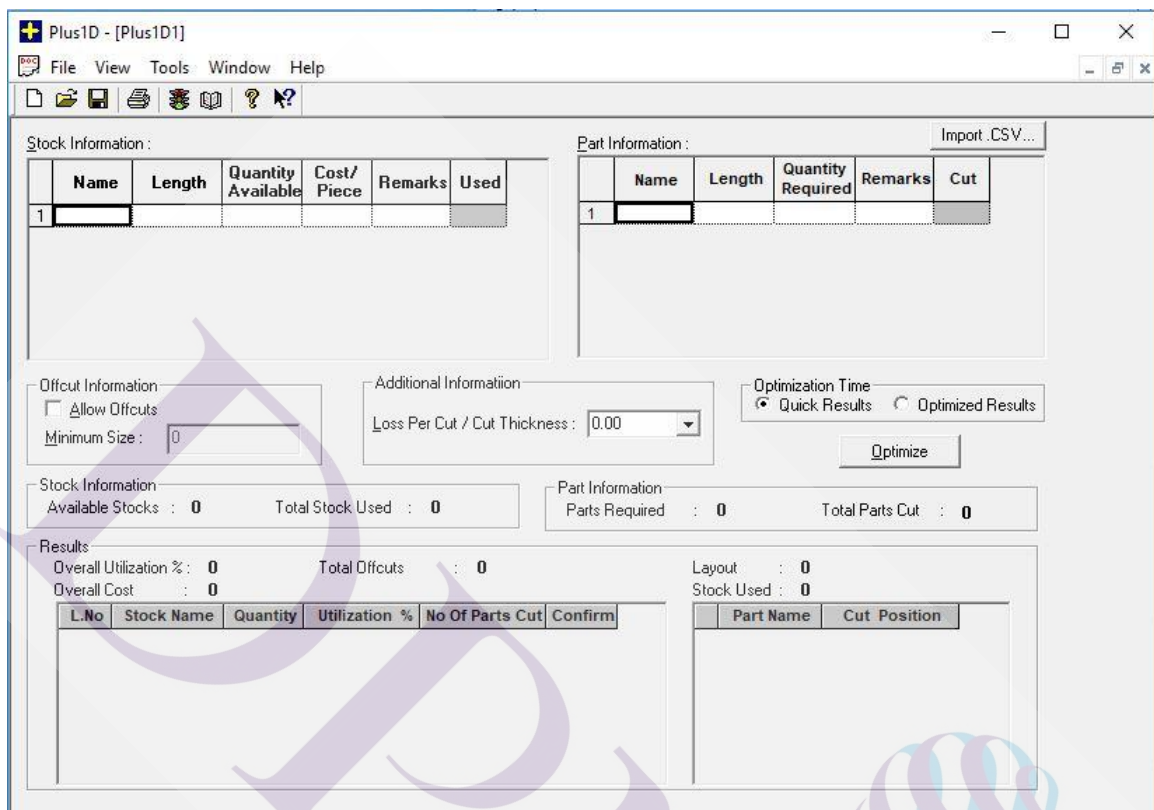 Plus1D - [Plus1D1]
File View Tools Window Help
Stock Information :
Name Length Quantity Available Cost/ Piece Remarks Used
1
Part Information :
Import .CSV...
Name Length Quantity Required Remarks Cut
1
Offcut Information
Allow Offcuts
Minimum Size : 0
Additional Informatiion
Loss Per Cut / Cut Thickness : 0.00
Optimization Time
Quick Results Optimized Results
Optimize
Stock Information
Available Stocks : 0 Total Stock Used : 0
Part Information
Parts Required : 0 Total Parts Cut : 0
Results
Overall Utilization % : 0 Total Offcuts : 0
Overall Cost : 0
L.No Stock Name Quantity Utilization % No Of Parts Cut Confirm
Layout : 0
Stock Used : 0
Part Name Cut Position